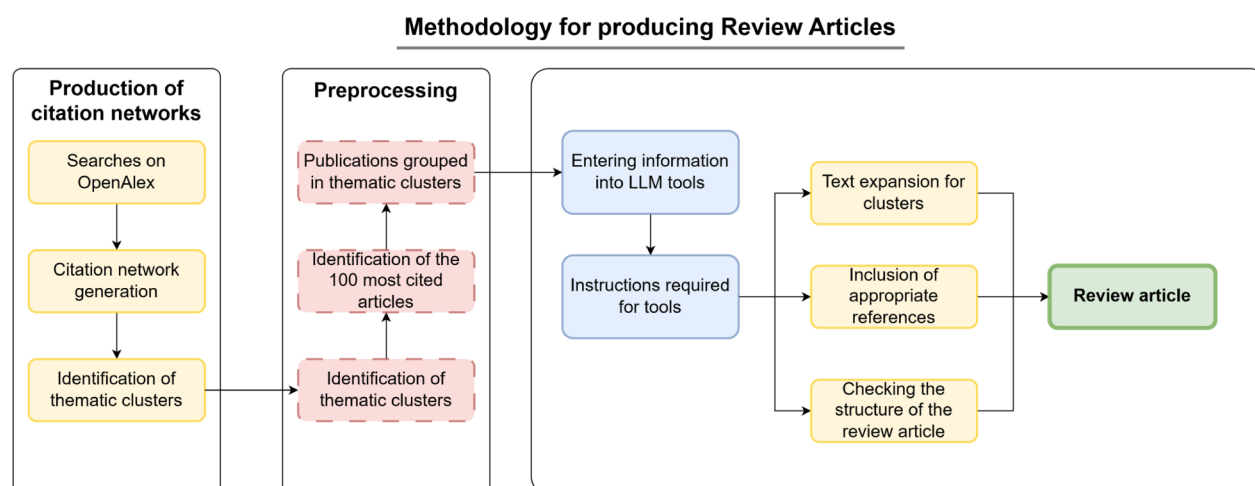 Methodology for producing Review Articles
Production of
citation networks
Searches on
OpenAlex
Citation network
generation
Identification of
thematic clusters
Preprocessing
Publications grouped
in thematic clusters
Identification of the
100 most cited
articles
Identification of
thematic clusters
Entering information
into LLM tools
Instructions required
for tools
Text expansion for
clusters
Inclusion of
appropriate
references
Checking the
structure of the
review article
Review article